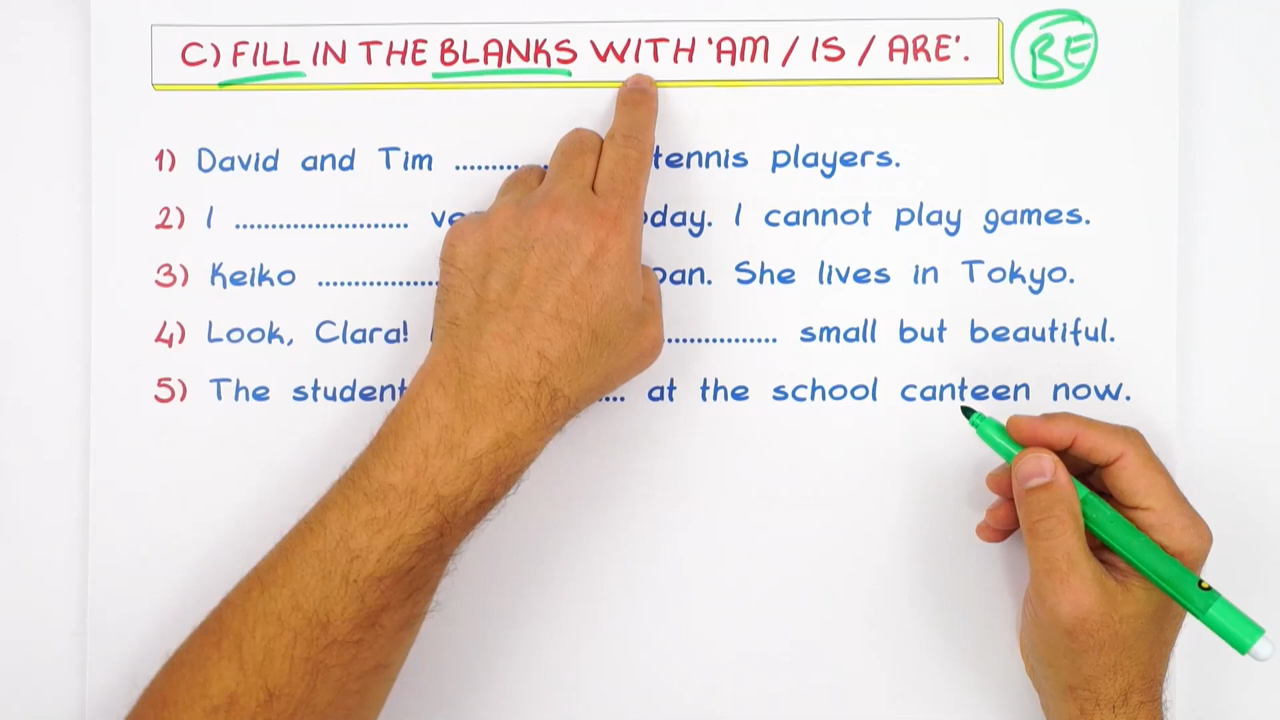 C) FILL IN THE BLANKS WITH 'AM / IS / ARE'.
BE
1) David and Tim ............ tennis players.
2) I ........................ day. I cannot play games.
3) Keiko ................. She lives in Tokyo.
4) Look, Clara! ............... small but beautiful.
5) The student .... at the school canteen now.